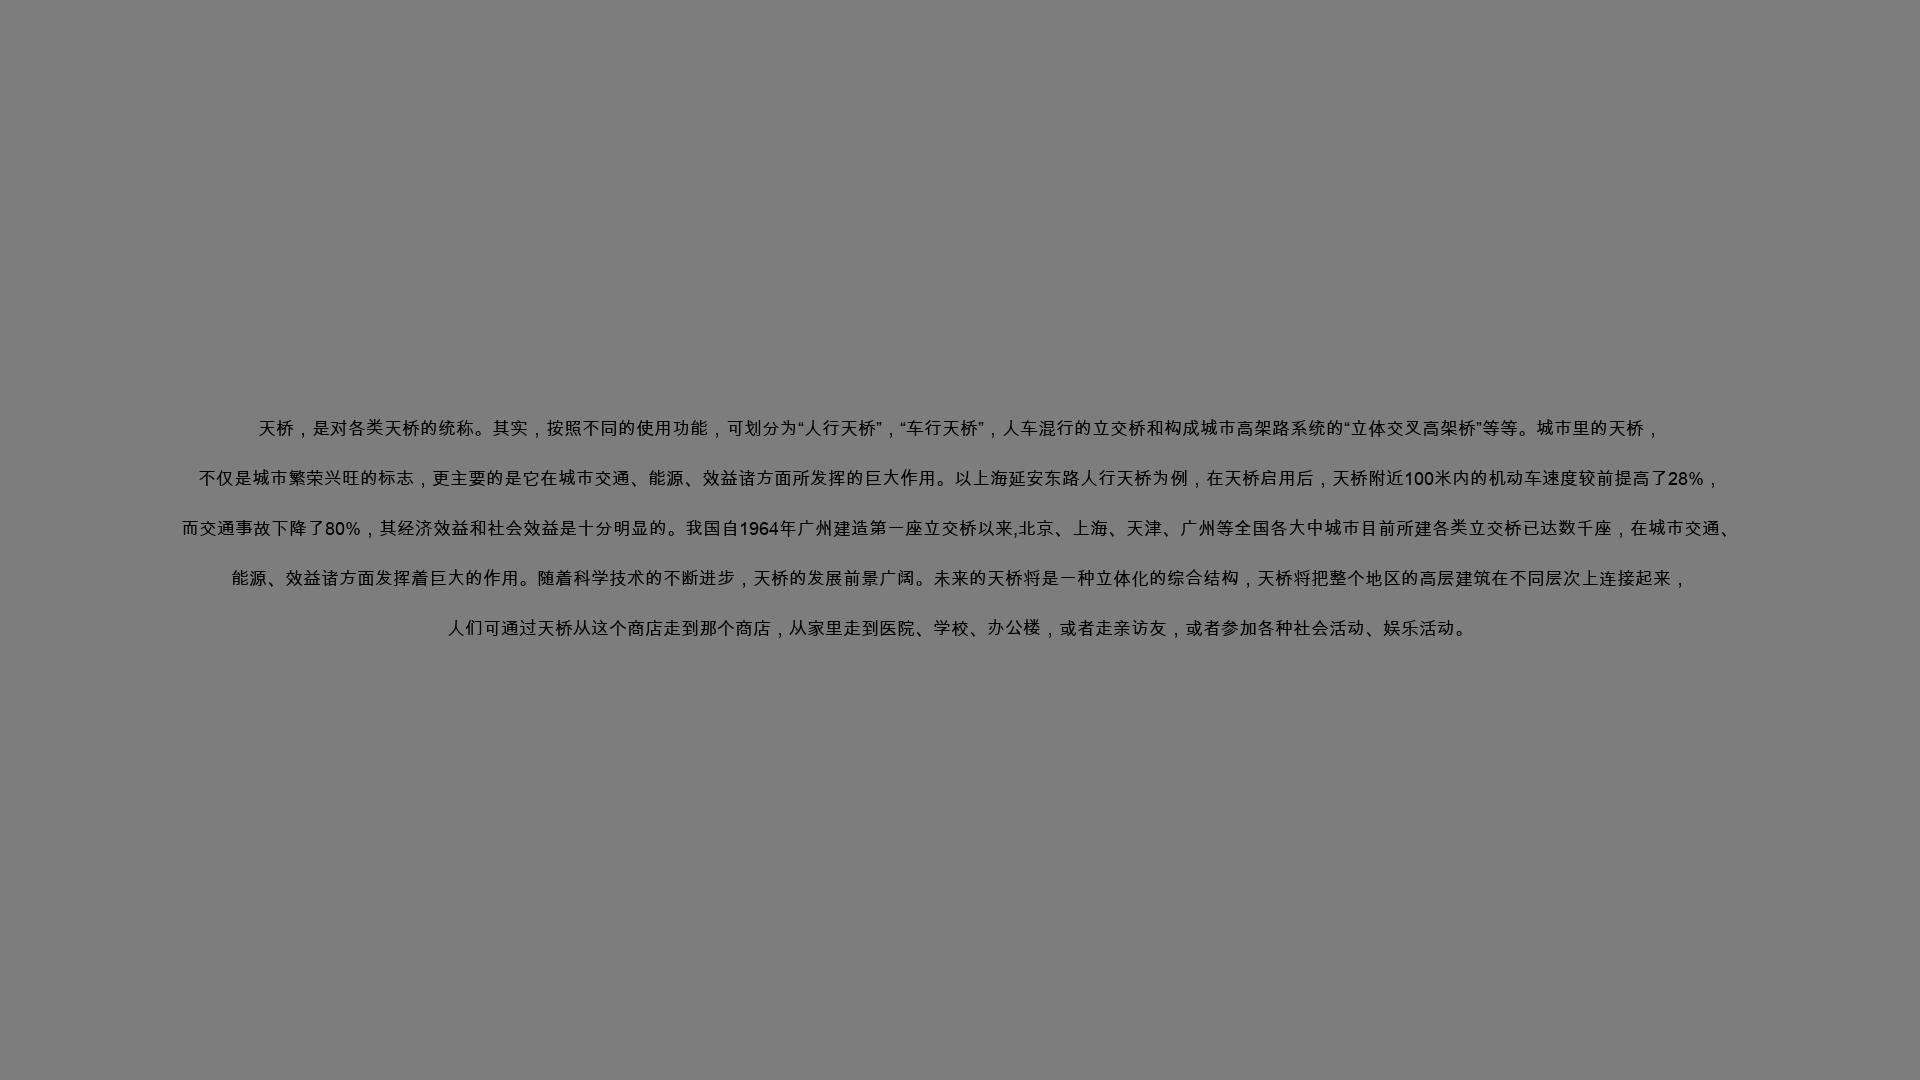 天桥，是对各类天桥的统称。其实，按照不同的使用功能，可划分为“人行天桥”，“车行天桥”，人车混行的立交桥和构成城市高架路系统的“立体交叉高架桥”等等。城市里的天桥，
不仅是城市繁荣兴旺的标志，更主要的是它在城市交通、能源、效益诸方面所发挥的巨大作用。以上海延安东路人行天桥为例，在天桥启用后，天桥附近100米内的机动车速度较前提高了28%，
而交通事故下降了80%，其经济效益和社会效益是十分明显的。我国自1964年广州建造第一座立交桥以来,北京、上海、天津、广州等全国各大中城市目前所建各类立交桥已达数千座，在城市交通、
能源、效益诸方面发挥着巨大的作用。随着科学技术的不断进步，天桥的发展前景广阔。未来的天桥将是一种立体化的综合结构，天桥将把整个地区的高层建筑在不同层次上连接起来，
人们可通过天桥从这个商店走到那个商店，从家里走到医院、学校、办公楼，或者走亲访友，或者参加各种社会活动、娱乐活动。